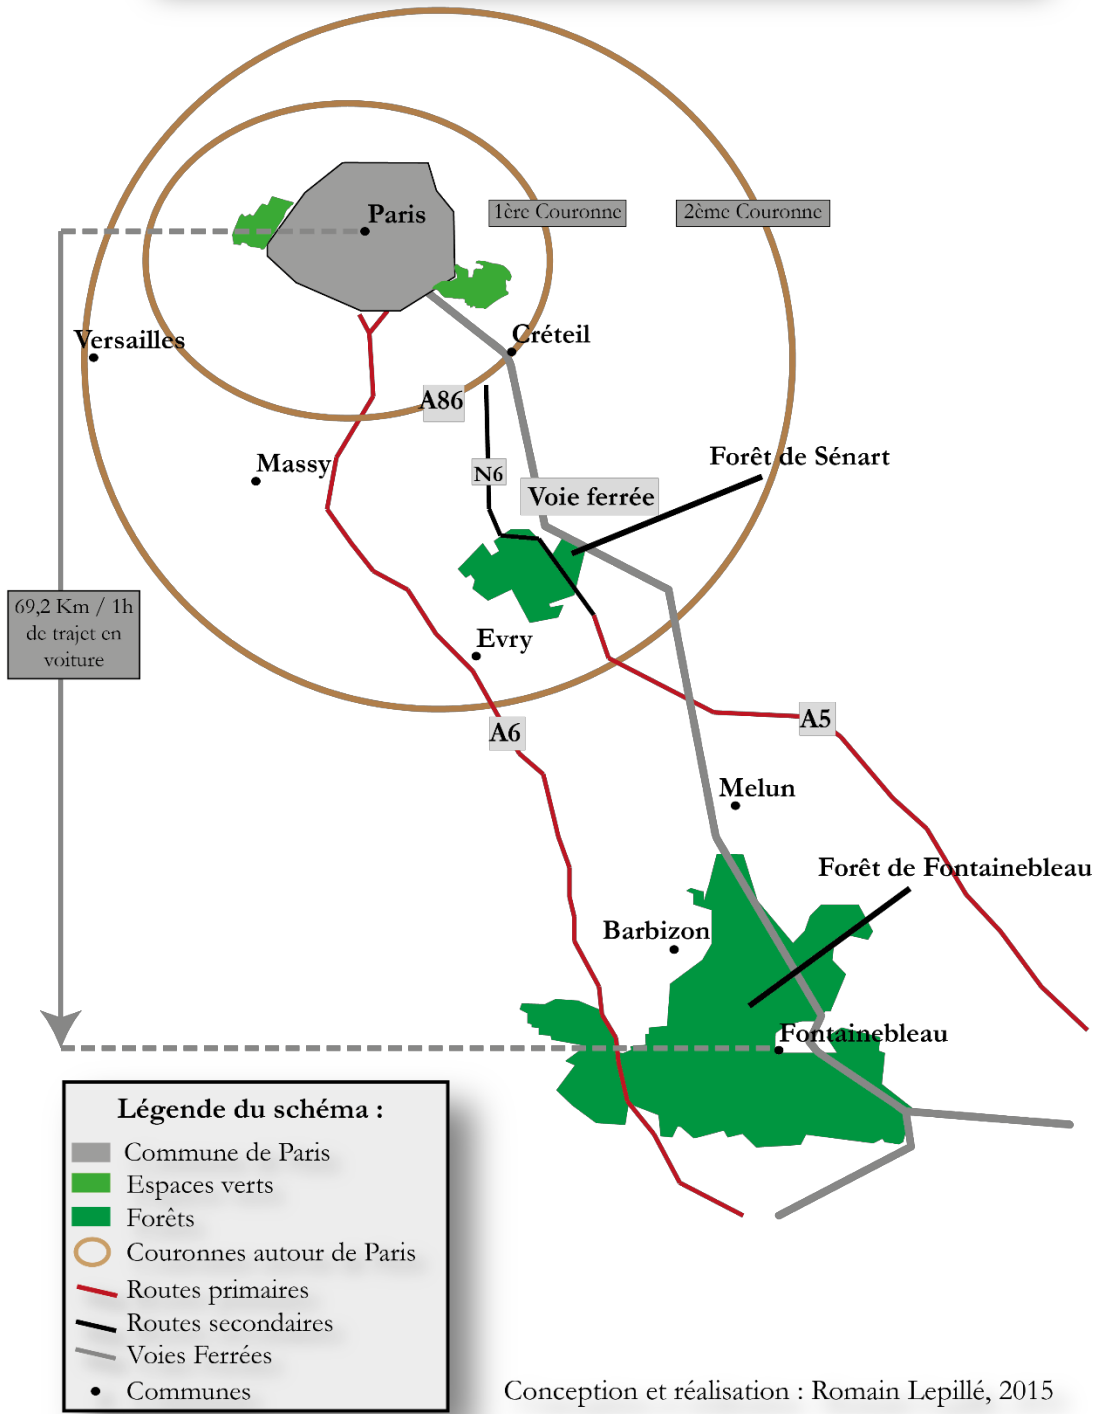 Paris
1ère Couronne
2ème Couronne
Versailles
Créteil
A86
Massy
N6
Forêt de Sénart
Voie ferrée
69,2 Km / 1h
de trajet en
voiture
Evry
A6
A5
Melun
Forêt de Fontainebleau
Barbizon
Fontainebleau
Légende du schéma :
Commune de Paris
Espaces verts
Forêts
Couronnes autour de Paris
Routes primaires
Routes secondaires
Voies Ferrées
Communes
Conception et réalisation : Romain Lepillé, 2015